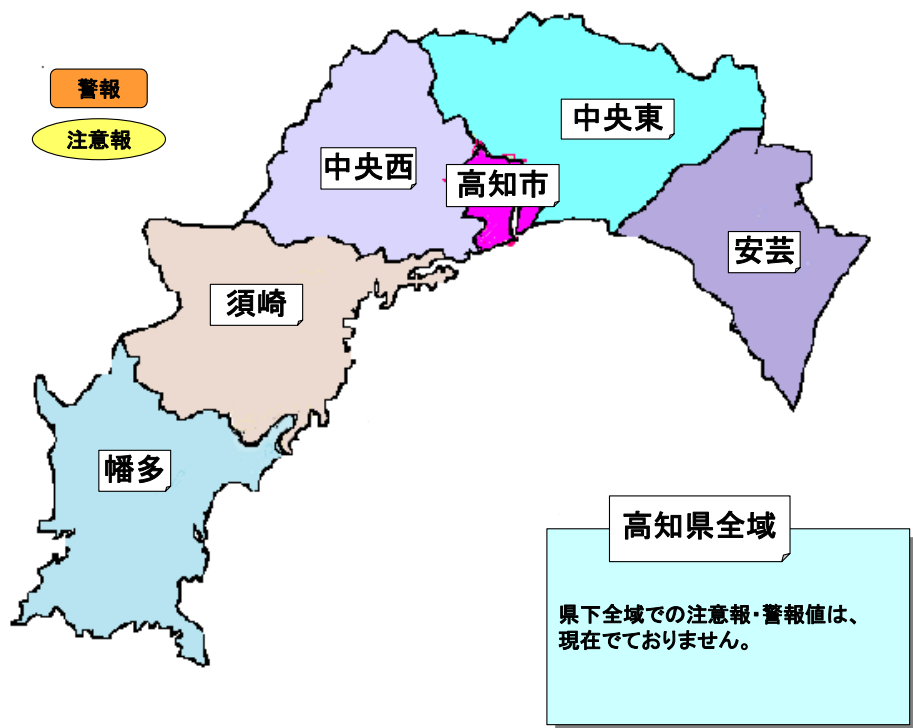 警報
注意報
中央東
中央西
高知市
安芸
須崎
幡多
高知県全域
県下全域での注意報・警報値は、
現在でておりません。